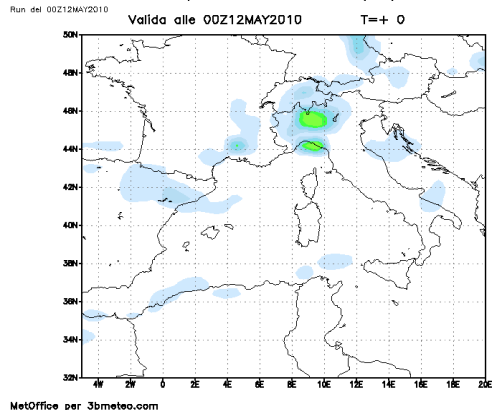 Run del 00Z12MAY2010
Valida alle 00Z12MAY2010 T=+ 0
50N
48N
46N
44N
42N
40N
38N
36N
34N
32N
4W 2W 0 2E 4E 6E 8E 10E 12E 14E 16E 18E 20E
MetOffice per 3bmeteo.com